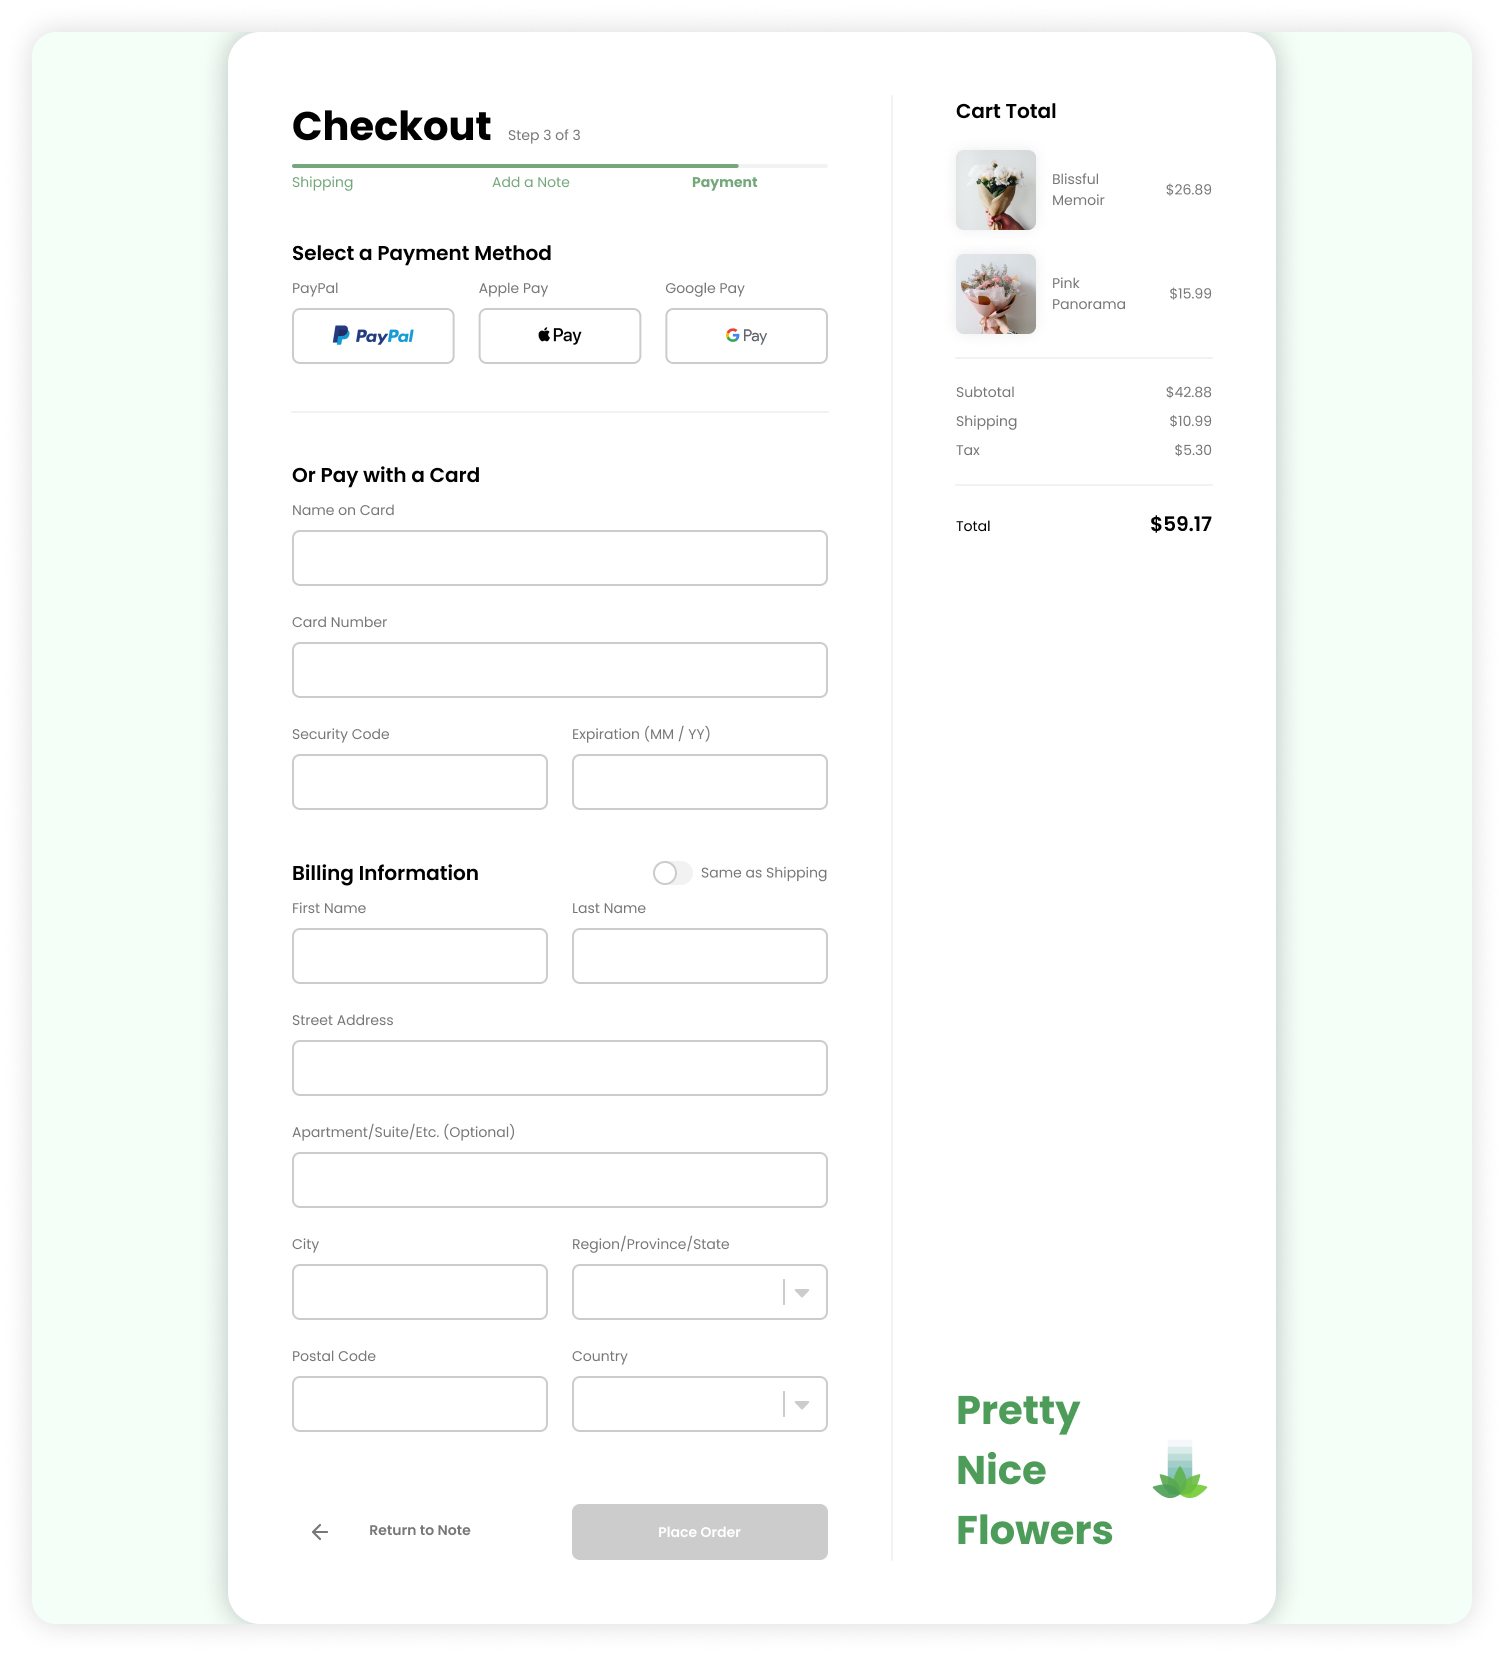 Checkout Step 3 of 3
Shipping Add a Note Payment
Select a Payment Method
PayPal Apple Pay Google Pay
PayPal Pay G Pay
Or Pay with a Card
Name on Card
Card Number
Security Code Expiration (MM / YY)
Billing Information Same as Shipping
First Name Last Name
Street Address
Apartment/Suite/Etc. (Optional)
City Region/Province/State
Postal Code Country
Return to Note Place Order
Cart Total
Blissful
Memoir
$26.89
Pink
Panorama
$15.99
Subtotal $42.88
Shipping $10.99
Tax $5.30
Total $59.17
Pretty
Nice
Flowers